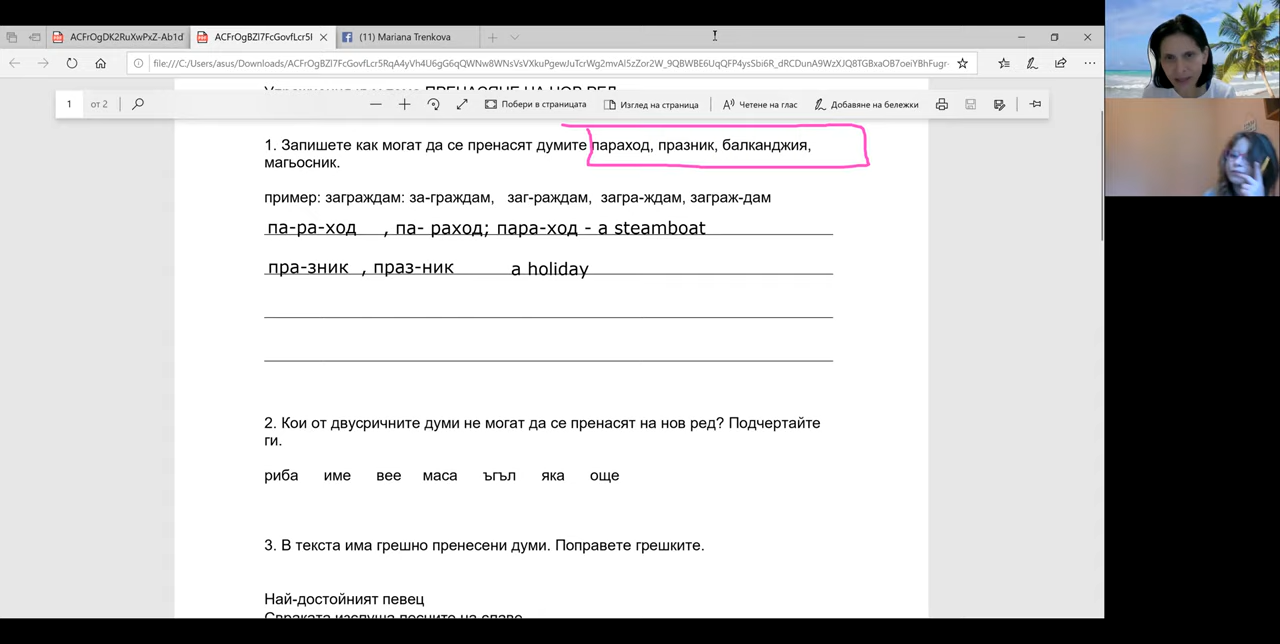 ACFrOgDK2RuXwPxZ-Ab1d
ACFrOgBZl7FcGovfLcr5l
(11) Mariana Trenkova
1 от 2
Побери в страницата
Изглед на страница
Четене на глас
Добавяне на бележки
1. Запишете как могат да се пренасят думите параход, празник, балканджия,
магьосник.
пример: заграждам: за-граждам, заг-раждам, загра-ждам, заграж-дам
па-ра-ход , па- раход; пара-ход - a steamboat
пра-зник , праз-ник a holiday
2. Кои от двусричните думи не могат да се пренасят на нов ред? Подчертайте
ги.
риба име вее маса ъгъл яка още
3. В текста има грешно пренесени думи. Поправете грешките.
Най-достойният певец